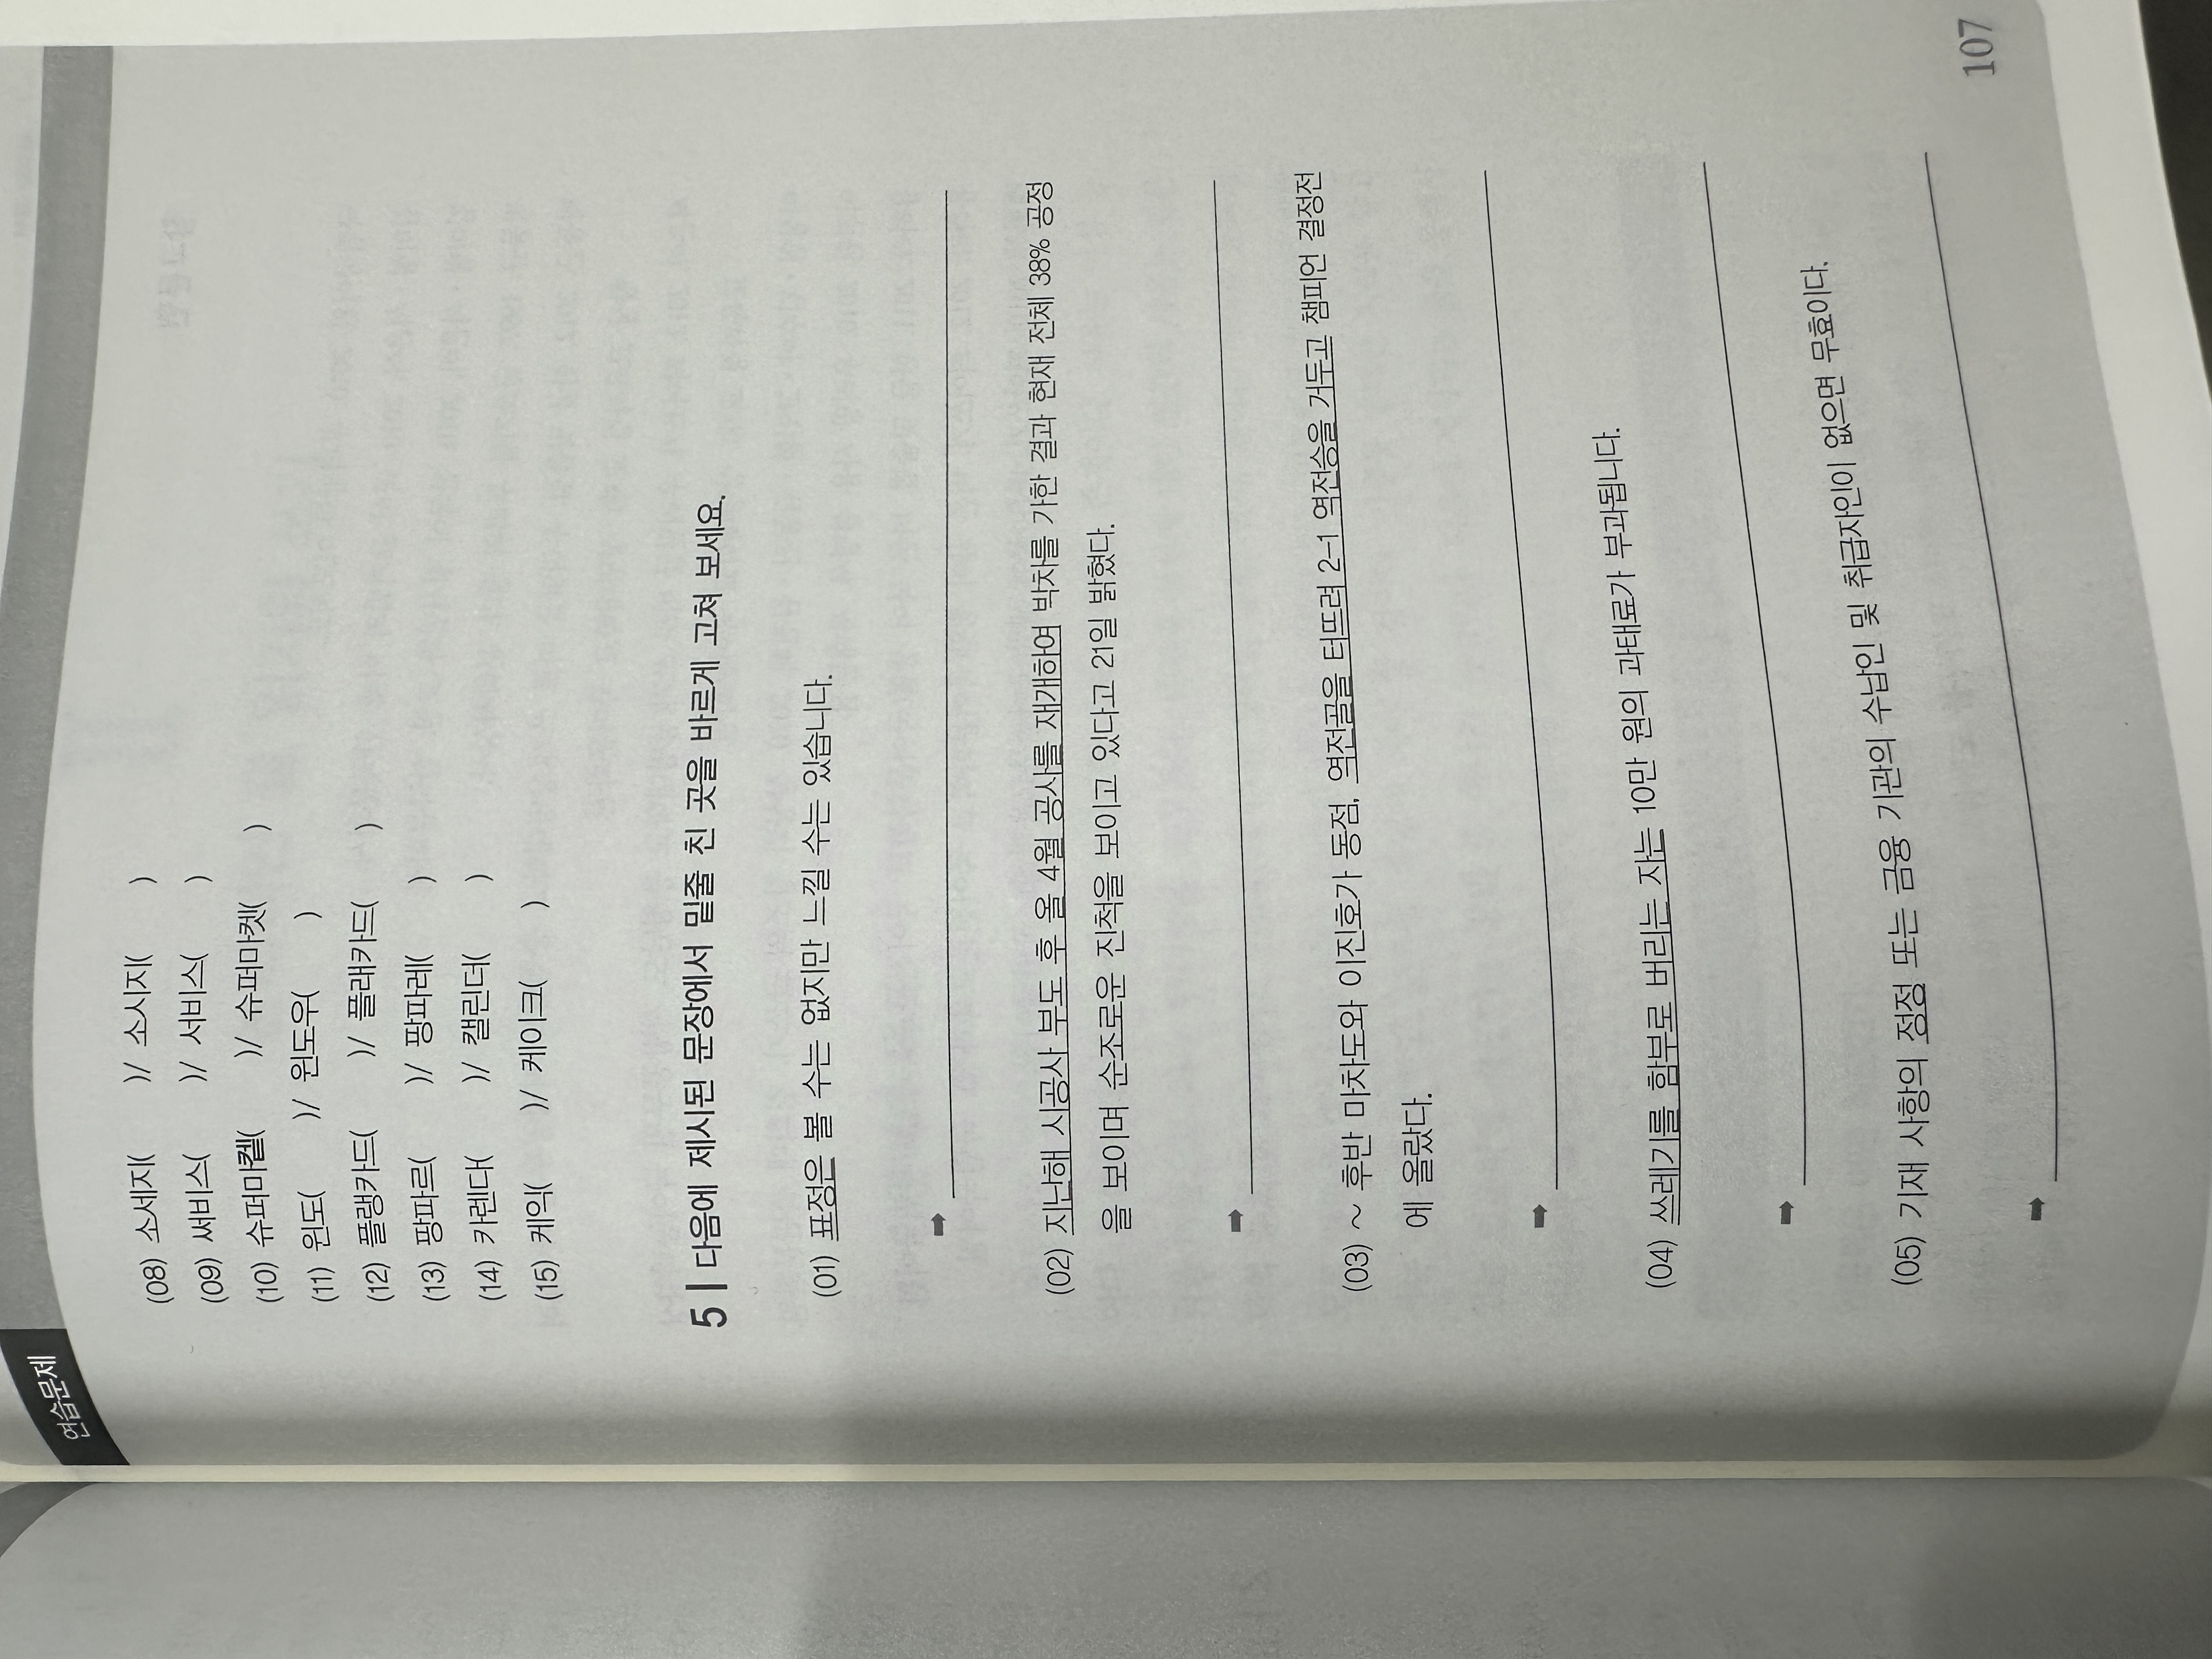 연습문제
(08) 소세지( )/ 소시지( )
(09) 써비스( )/ 서비스( )
(10) 슈퍼마켙( )/ 슈퍼마켓( )
(11) 윈도( )/ 윈도우( )
(12) 플랭카드( )/ 플래카드( )
(13) 팡파르( )/ 팡파레( )
(14) 카렌다( )/ 캘린더( )
(15) 케익( )/ 케이크( )
5 | 다음에 제시된 문장에서 밑줄 친 곳을 바르게 고쳐 보세요.
(01) 표정은 볼 수는 없지만 느낄 수는 있습니다.
➡
(02) 지난해 시공사 부도 후 올 4월 공사를 재개하여 박차를 가한 결과 현재 전체 38% 공정
을 보이며 순조로운 진척을 보이고 있다고 21일 밝혔다.
➡
(03) ~ 후반 마차도와 이진호가 동점, 역전골을 터뜨려 2-1 역전승을 거두고 챔피언 결정전
에 올랐다.
➡
(04) 쓰레기를 함부로 버리는 자는 10만 원의 과태료가 부과됩니다.
➡
(05) 기재 사항의 정정 또는 금융 기관의 수납인 및 취급자인이 없으면 무효이다.
➡
107